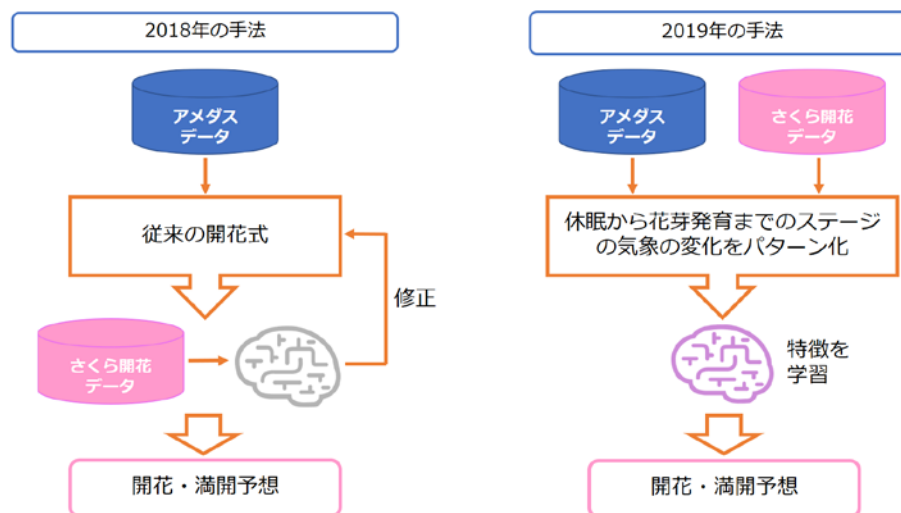 2018年の手法
アメダス
データ
従来の開花式
修正
さくら開花
データ
開花・満開予想
2019年の手法
アメダス
データ
さくら開花
データ
休眠から花芽発育までのステージ
の気象の変化をパターン化
特徴を
学習
開花・満開予想